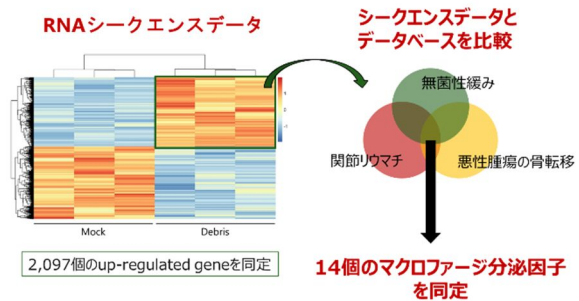 RNAシークエンスデータ
Mock
Debris
2,097個のup-regulated geneを同定
シークエンスデータと
データベースを比較
無菌性緩み
関節リウマチ
悪性腫瘍の骨転移
14個のマクロファージ分泌因子
を同定